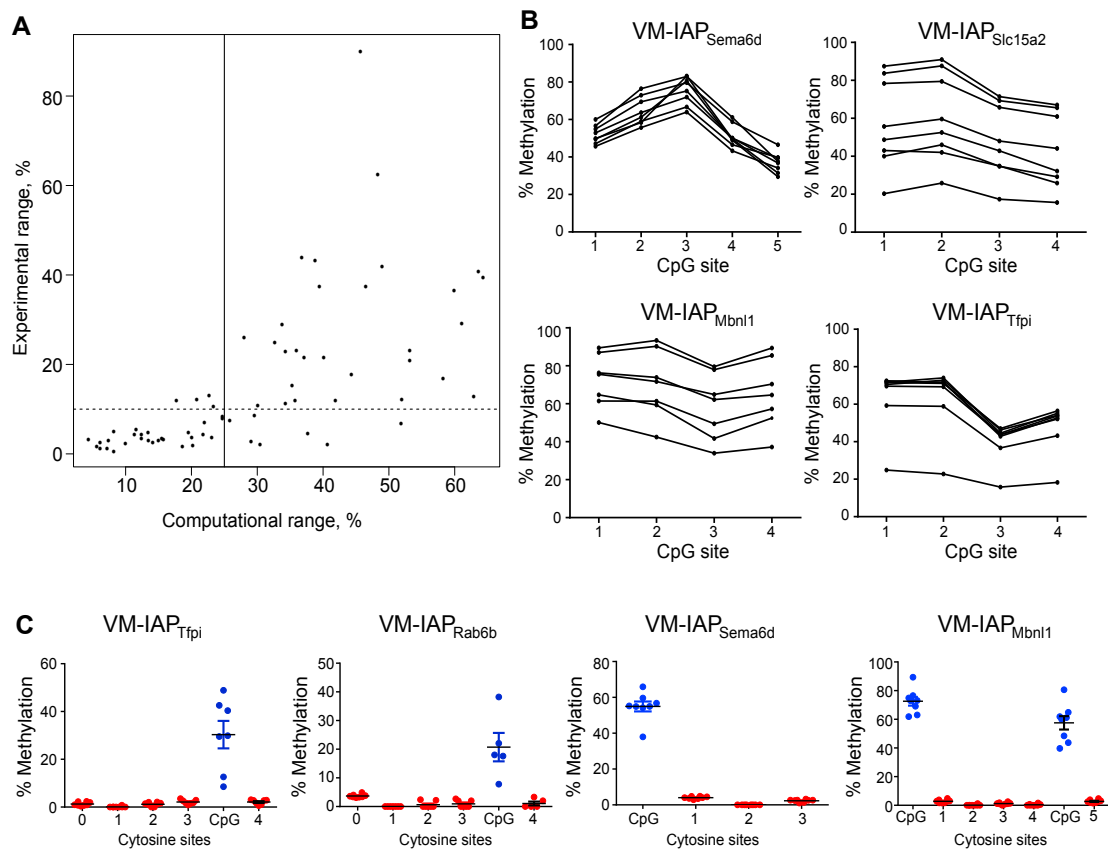 A
Experimental range, %
80
60
40
20
0
10 20 30 40 50 60
Computational range, %
B
VM-IAPSema6d
% Methylation
100
80
60
40
20
0
1 2 3 4 5
CpG site
VM-IAPSlc15a2
% Methylation
100
80
60
40
20
0
1 2 3 4
CpG site
VM-IAPMbnl1
% Methylation
100
80
60
40
20
0
1 2 3 4
CpG site
VM-IAPTfpi
% Methylation
100
80
60
40
20
0
1 2 3 4
CpG site
C
VM-IAPTfpi
% Methylation
60
40
20
0
0 1 2 3 CpG 4
Cytosine sites
VM-IAPRab6b
% Methylation
50
40
30
20
10
0
0 1 2 3 CpG 4
Cytosine sites
VM-IAPSema6d
% Methylation
80
60
40
20
0
CpG 1 2 3
Cytosine sites
VM-IAPMbnl1
% Methylation
100
80
60
40
20
0
CpG 1 2 3 4 CpG 5
Cytosine sites